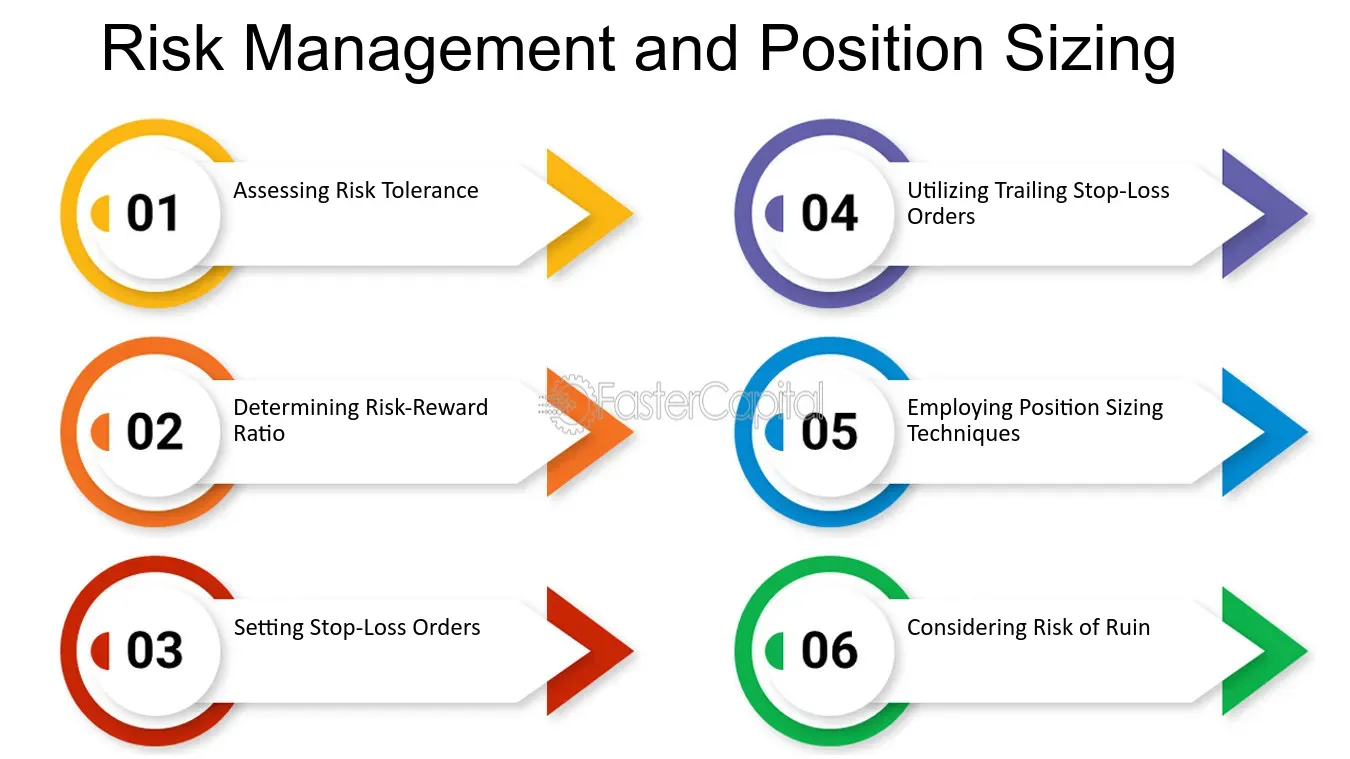 Risk Management and Position Sizing
01
Assessing Risk Tolerance
02
Determining Risk-Reward
Ratio
03
Setting Stop-Loss Orders
04
Utilizing Trailing Stop-Loss
Orders
05
Employing Position Sizing
Techniques
06
Considering Risk of Ruin
FasterCapital